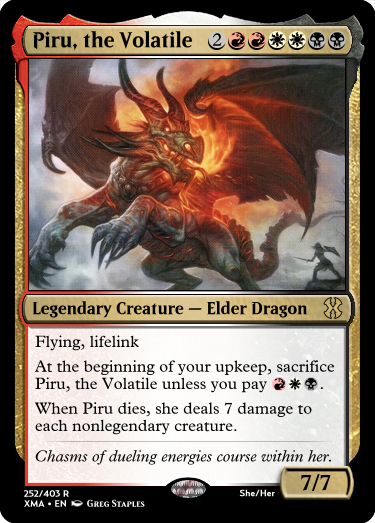 Piru, the Volatile 2
Legendary Creature — Elder Dragon
Flying, lifelink
At the beginning of your upkeep, sacrifice
Piru, the Volatile unless you pay .
When Piru dies, she deals 7 damage to
each nonlegendary creature.
Chasms of dueling energies course within her.
7/7
252/403 R
XMA • EN Greg Staples
She/Her